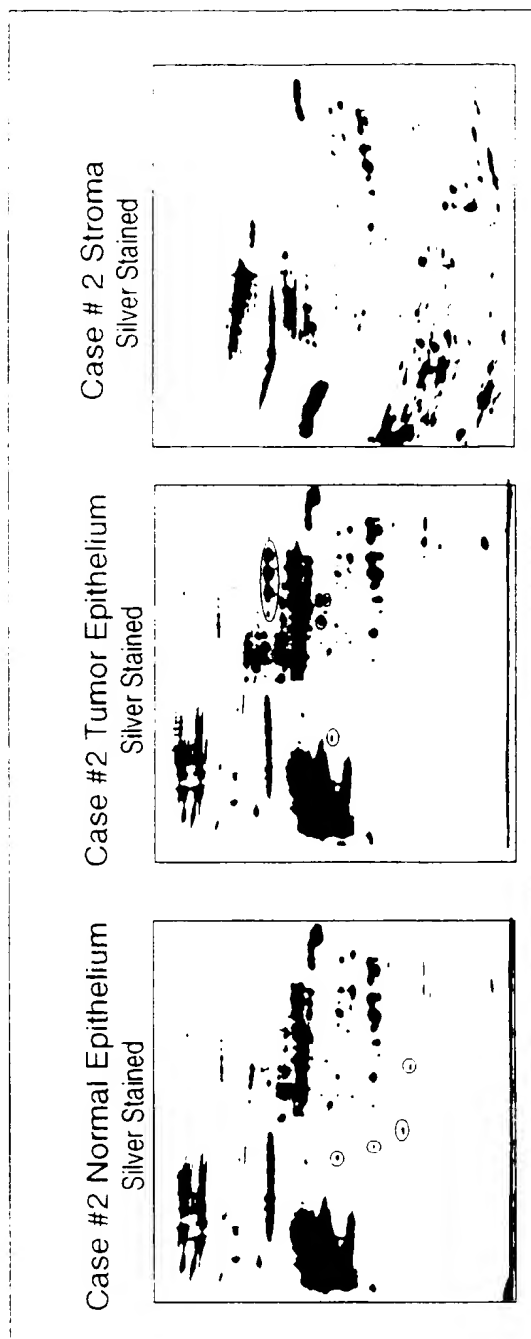 Case #2 Normal Epithelium
Silver Stained
Case #2 Tumor Epithelium
Silver Stained
Case # 2 Stroma
Silver Stained